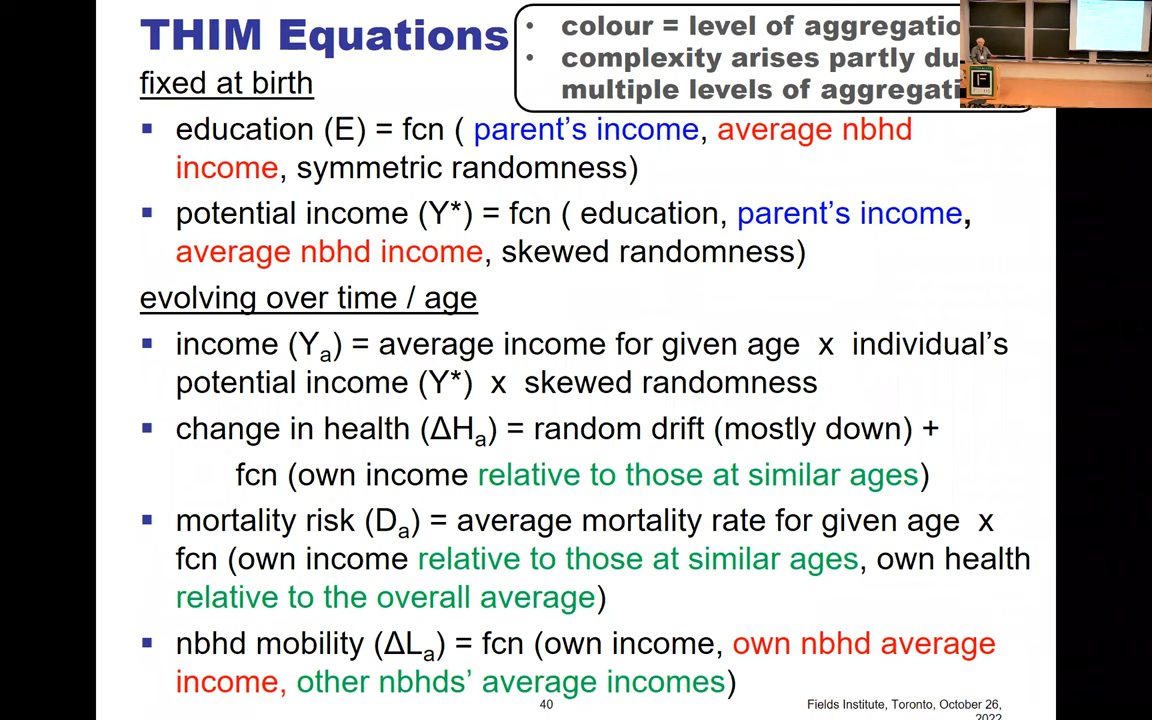 THIM Equations
• colour = level of aggregatio
• complexity arises partly du
multiple levels of aggregati
fixed at birth
▪ education (E) = fcn ( parent's income, average nbhd
income, symmetric randomness)
▪ potential income (Y*) = fcn ( education, parent's income,
average nbhd income, skewed randomness)
evolving over time / age
▪ income (Yₐ) = average income for given age x individual's
potential income (Y*) x skewed randomness
▪ change in health (ΔHₐ) = random drift (mostly down) +
fcn (own income relative to those at similar ages)
▪ mortality risk (Dₐ) = average mortality rate for given age x
fcn (own income relative to those at similar ages, own health
relative to the overall average)
▪ nbhd mobility (ΔLₐ) = fcn (own income, own nbhd average
income, other nbhds' average incomes)
40
Fields Institute, Toronto, October 26,
2022